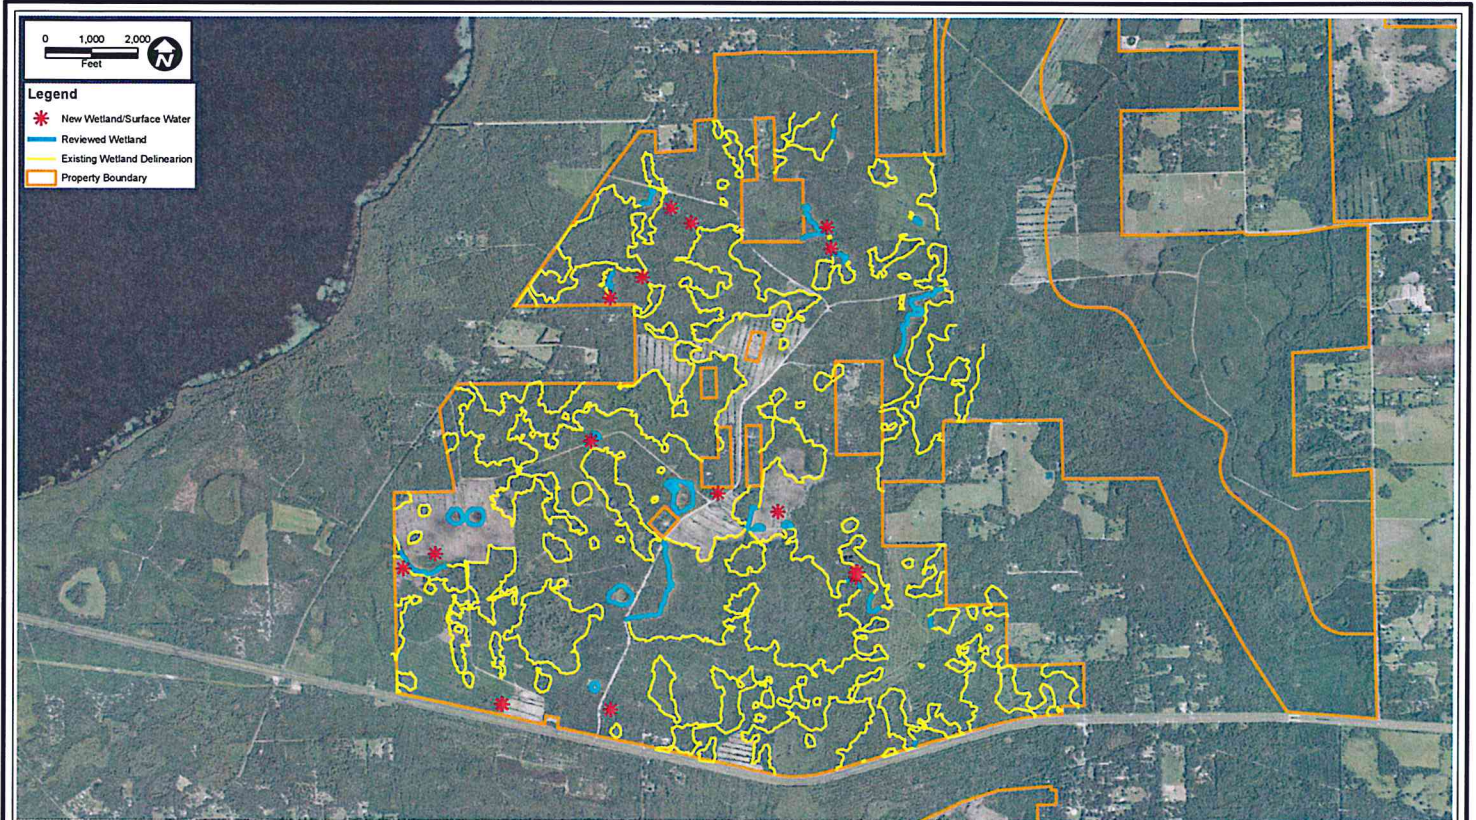 0 1,000 2,000
Feet
N
Legend
New Wetland/Surface Water
Reviewed Wetland
Existing Wetland Delinearion
Property Boundary